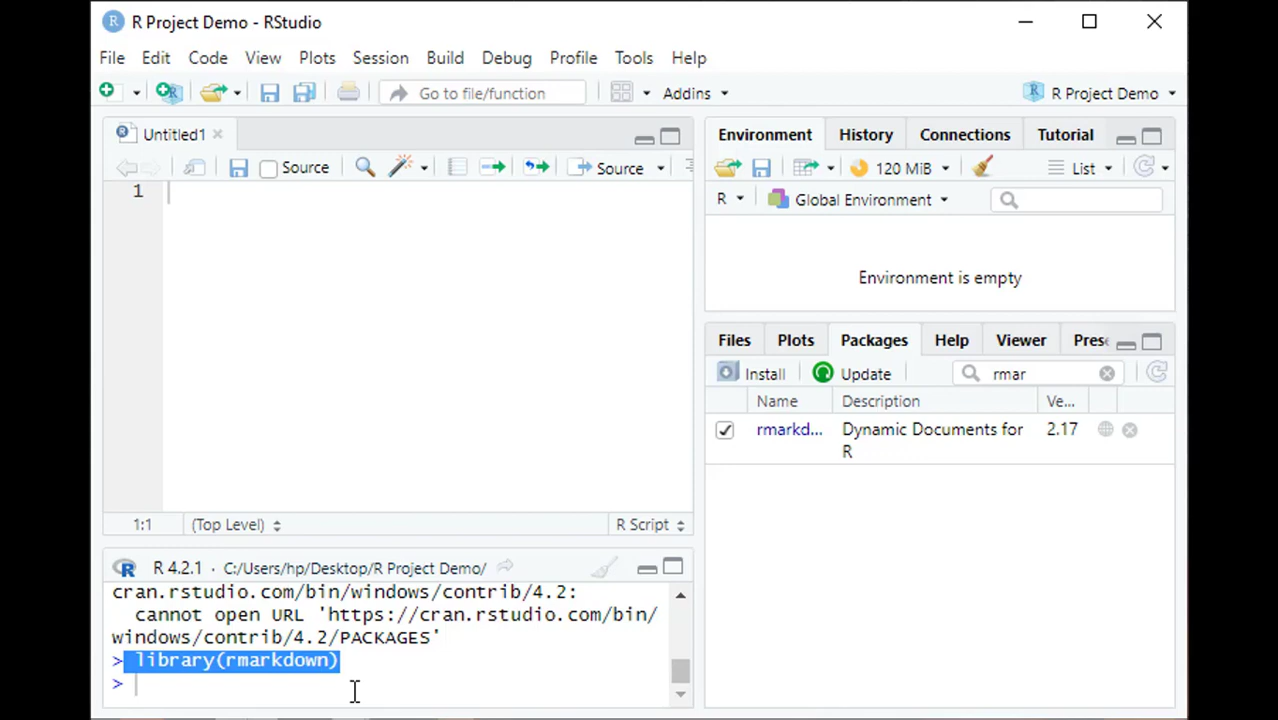 R Project Demo - RStudio
File Edit Code View Plots Session Build Debug Profile Tools Help
Go to file/function Addins R Project Demo
Untitled1
Source Source
1
1:1 (Top Level) R Script
R 4.2.1 · C:/Users/hp/Desktop/R Project Demo/
cran.rstudio.com/bin/windows/contrib/4.2:
cannot open URL 'https://cran.rstudio.com/bin/
windows/contrib/4.2/PACKAGES'
> library(rmarkdown)
>
Environment History Connections Tutorial
120 MiB List
R Global Environment
Environment is empty
Files Plots Packages Help Viewer Prese
Install Update rmar
Name Description Ve...
rmarkd... Dynamic Documents for 2.17
R